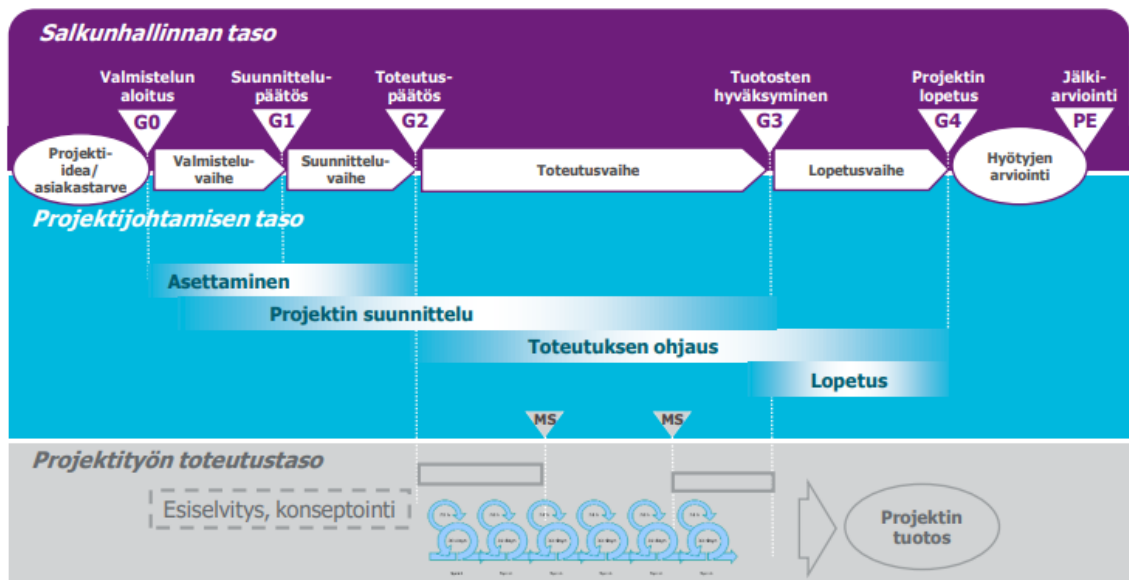 Salkunhallinnan taso
Valmistelun
aloitus
Suunnittelu-
päätös
Toteutus-
päätös
Tuotosten
hyväksyminen
Projektin
lopetus
Jälki-
arviointi
G0
G1
G2
G3
G4
PE
Projekti-
idea/
asiakastarve
Valmistelu-
vaihe
Suunnittelu-
vaihe
Toteutusvaihe
Lopetusvaihe
Hyötyjen
arviointi
Projektijohtamisen taso
Asettaminen
Projektin suunnittelu
Toteutuksen ohjaus
Lopetus
MS
MS
Projektityön toteutustaso
Esiselvitys, konseptointi
Projektin
tuotos